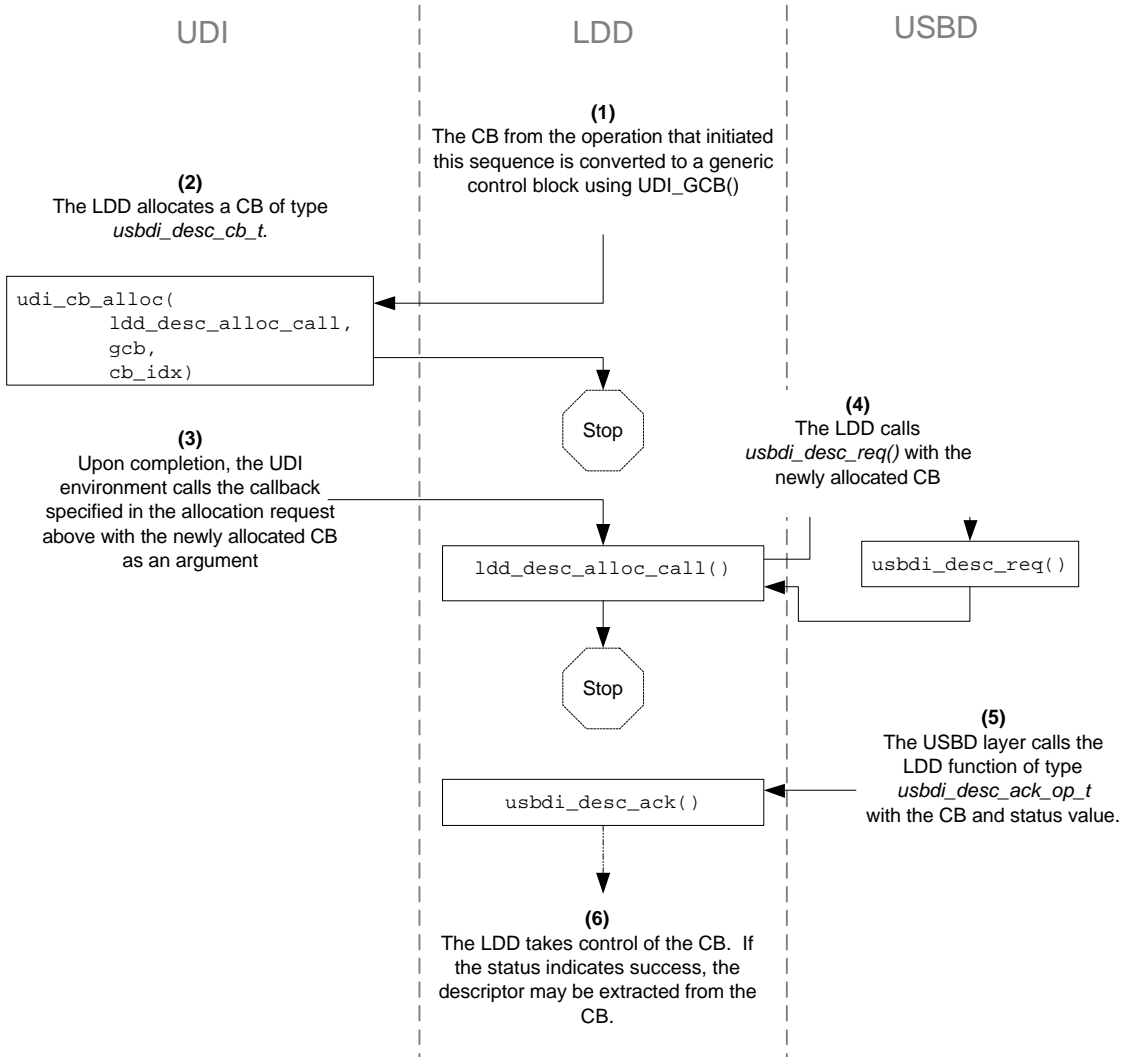 UDI
LDD
USBD
(1)
The CB from the operation that initiated
this sequence is converted to a generic
control block using UDI_GCB()
(2)
The LDD allocates a CB of type
usbdi_desc_cb_t.
udi_cb_alloc(
ldd_desc_alloc_call,
gcb,
cb_idx)
Stop
(3)
Upon completion, the UDI
environment calls the callback
specified in the allocation request
above with the newly allocated CB
as an argument
(4)
The LDD calls
usbdi_desc_req() with the
newly allocated CB
ldd_desc_alloc_call()
usbdi_desc_req()
Stop
(5)
The USBD layer calls the
LDD function of type
usbdi_desc_ack_op_t
with the CB and status value.
usbdi_desc_ack()
(6)
The LDD takes control of the CB.  If
the status indicates success, the
descriptor may be extracted from the
CB.